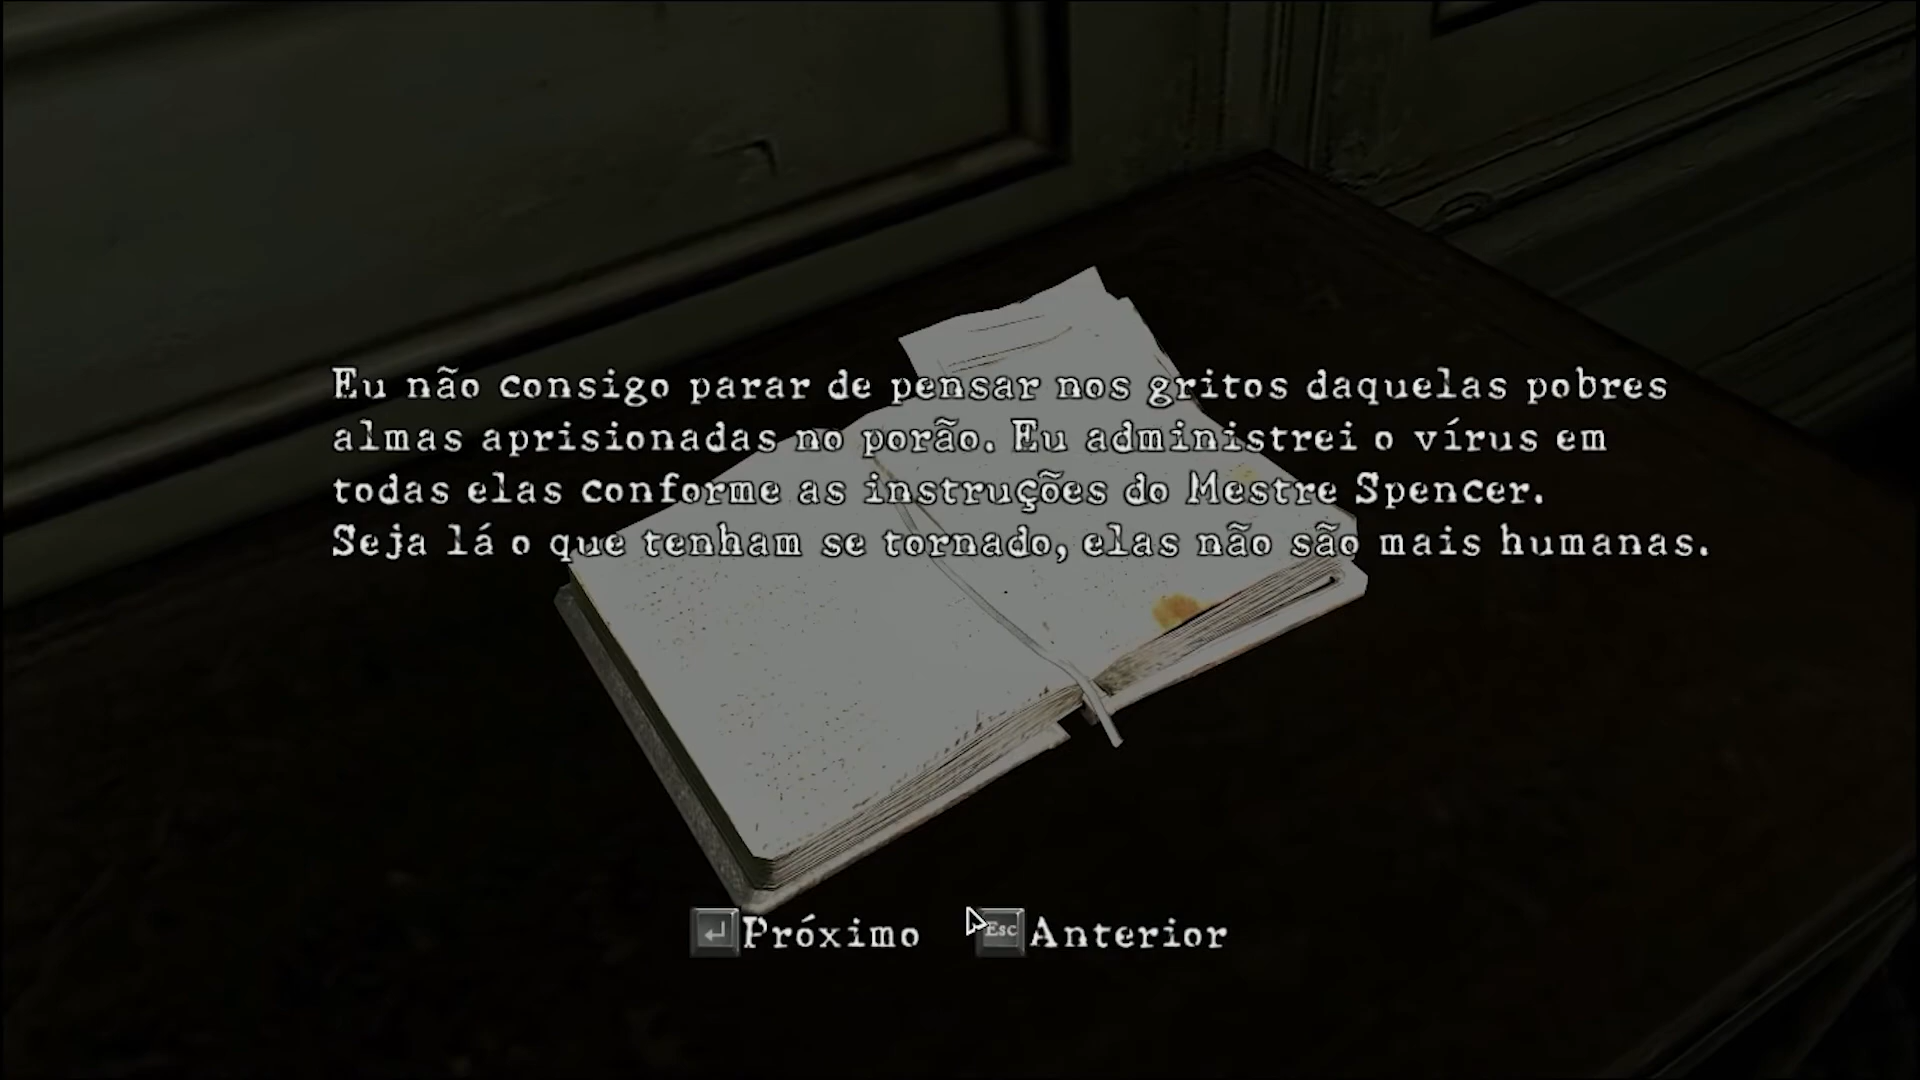 Eu não consigo parar de pensar nos gritos daquelas pobres
almas aprisionadas no porão. Eu administrei o vírus em
todas elas conforme as instruções do Mestre Spencer.
Seja lá o que tenham se tornado, elas não são mais humanas.
Próximo Esc Anterior